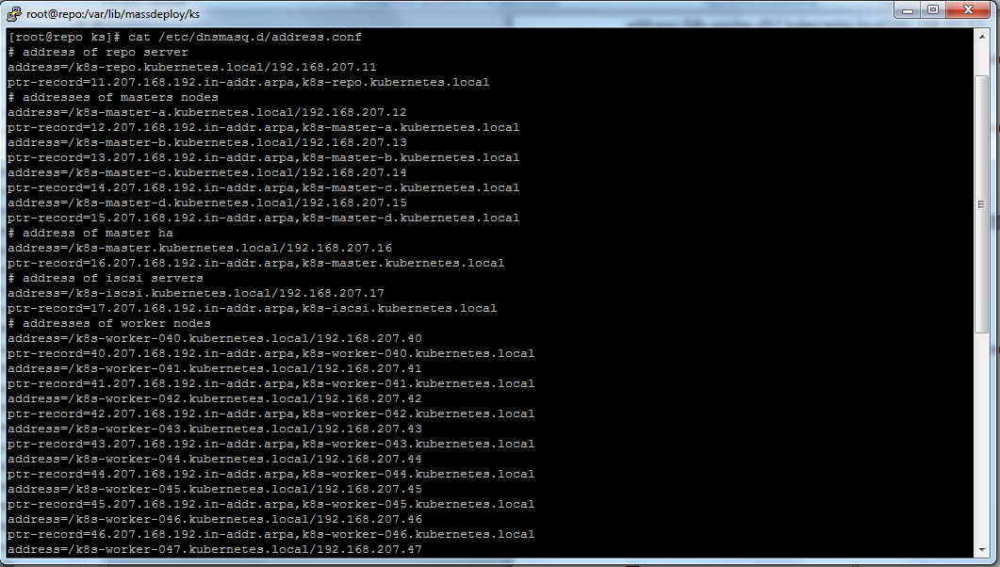 root@repo:/var/lib/massdeploy/ks
[root@repo ks]# cat /etc/dnsmasq.d/address.conf
# address of repo server
address=/k8s-repo.kubernetes.local/192.168.207.11
ptr-record=11.207.168.192.in-addr.arpa,k8s-repo.kubernetes.local
# addresses of masters nodes
address=/k8s-master-a.kubernetes.local/192.168.207.12
ptr-record=12.207.168.192.in-addr.arpa,k8s-master-a.kubernetes.local
address=/k8s-master-b.kubernetes.local/192.168.207.13
ptr-record=13.207.168.192.in-addr.arpa,k8s-master-b.kubernetes.local
address=/k8s-master-c.kubernetes.local/192.168.207.14
ptr-record=14.207.168.192.in-addr.arpa,k8s-master-c.kubernetes.local
address=/k8s-master-d.kubernetes.local/192.168.207.15
ptr-record=15.207.168.192.in-addr.arpa,k8s-master-d.kubernetes.local
# address of master ha
address=/k8s-master.kubernetes.local/192.168.207.16
ptr-record=16.207.168.192.in-addr.arpa,k8s-master.kubernetes.local
# address of iscsi servers
address=/k8s-iscsi.kubernetes.local/192.168.207.17
ptr-record=17.207.168.192.in-addr.arpa,k8s-iscsi.kubernetes.local
# addresses of worker nodes
address=/k8s-worker-040.kubernetes.local/192.168.207.40
ptr-record=40.207.168.192.in-addr.arpa,k8s-worker-040.kubernetes.local
address=/k8s-worker-041.kubernetes.local/192.168.207.41
ptr-record=41.207.168.192.in-addr.arpa,k8s-worker-041.kubernetes.local
address=/k8s-worker-042.kubernetes.local/192.168.207.42
ptr-record=42.207.168.192.in-addr.arpa,k8s-worker-042.kubernetes.local
address=/k8s-worker-043.kubernetes.local/192.168.207.43
ptr-record=43.207.168.192.in-addr.arpa,k8s-worker-043.kubernetes.local
address=/k8s-worker-044.kubernetes.local/192.168.207.44
ptr-record=44.207.168.192.in-addr.arpa,k8s-worker-044.kubernetes.local
address=/k8s-worker-045.kubernetes.local/192.168.207.45
ptr-record=45.207.168.192.in-addr.arpa,k8s-worker-045.kubernetes.local
address=/k8s-worker-046.kubernetes.local/192.168.207.46
ptr-record=46.207.168.192.in-addr.arpa,k8s-worker-046.kubernetes.local
address=/k8s-worker-047.kubernetes.local/192.168.207.47